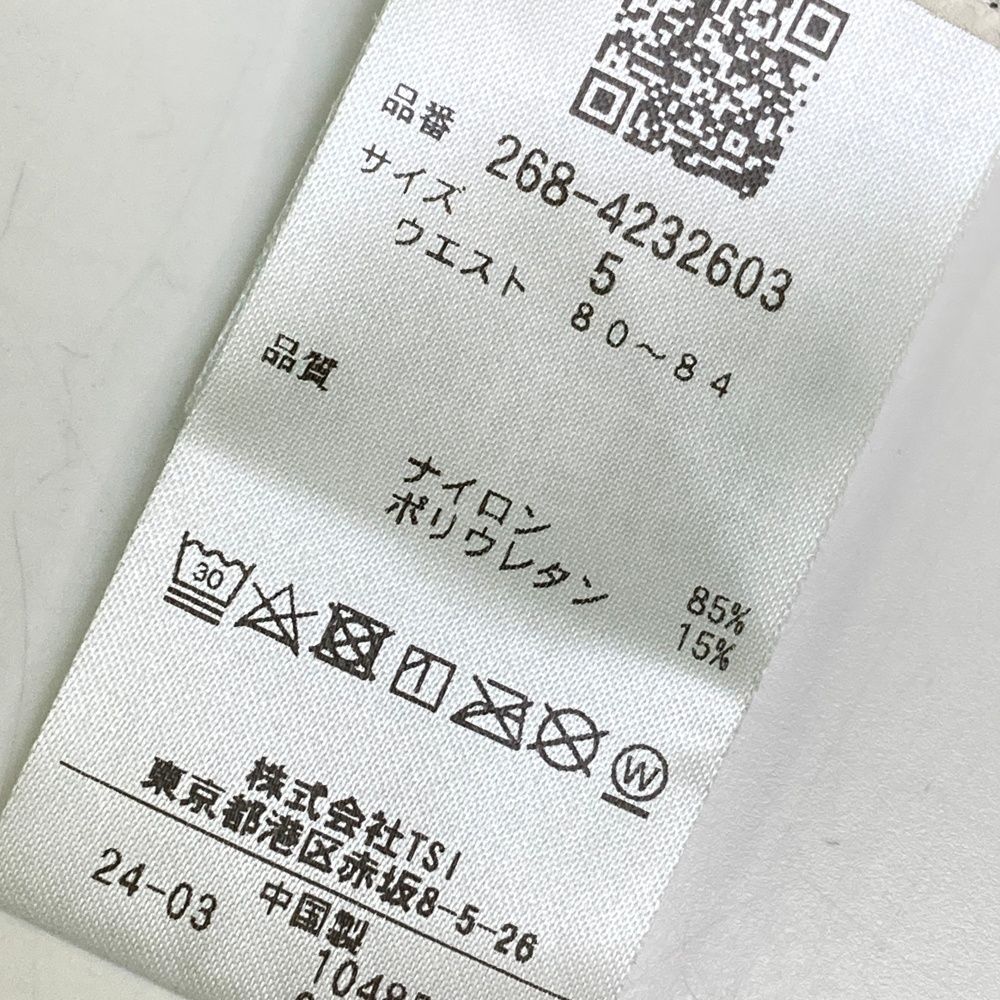 品番 268-4232603
サイズ 5
ウエスト 80~84
品質
ナイロン 85%
ポリウレタン 15%
30
W
株式会社TSI
東京都港区赤坂8-5-26
24-03 中国製